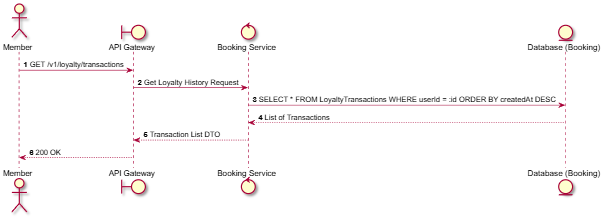 Member
API Gateway
Booking Service
Database (Booking)
1 GET /v1/loyalty/transactions
2 Get Loyalty History Request
3 SELECT * FROM LoyaltyTransactions WHERE userId = :id ORDER BY createdAt DESC
4 List of Transactions
5 Transaction List DTO
6 200 OK
Member
API Gateway
Booking Service
Database (Booking)